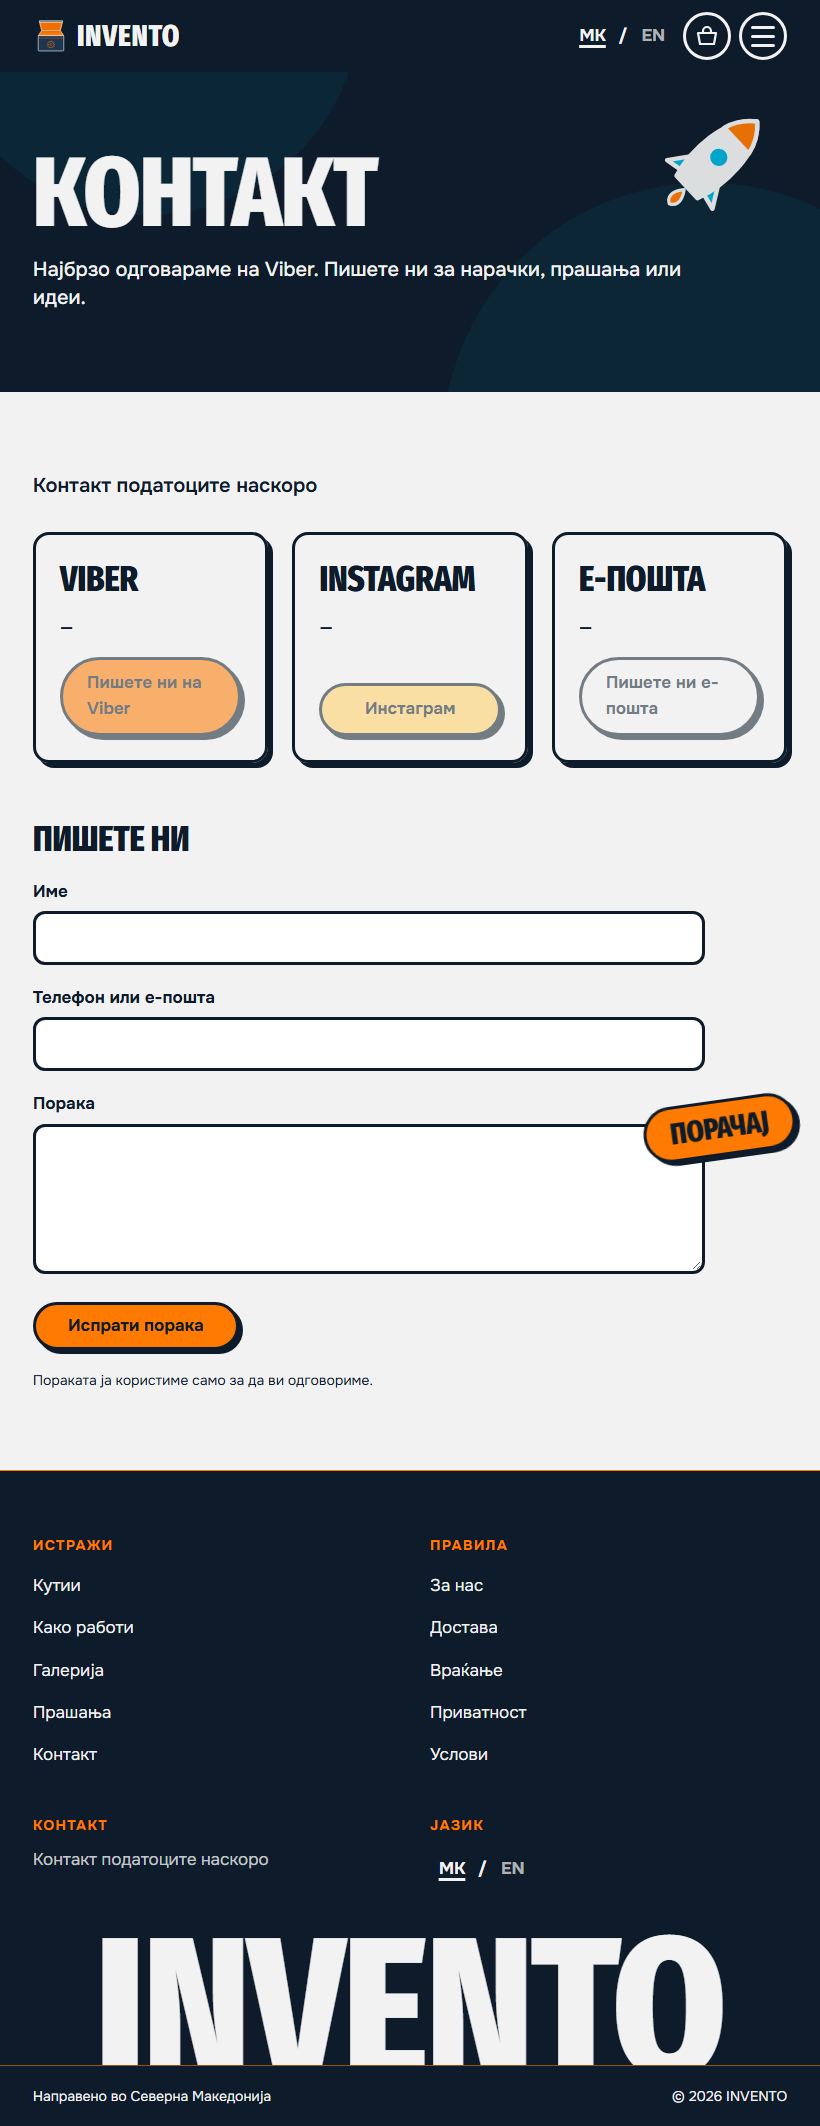 INVENTO
MK / EN
КОНТАКТ
Најбрзо одговараме на Viber. Пишете ни за нарачки, прашања или
идеи.
Контакт податоците наскоро
VIBER
–
Пишете ни на
Viber
INSTAGRAM
–
Инстаграм
Е-ПОШТА
–
Пишете ни е-
пошта
ПИШЕТЕ НИ
Име
Телефон или е-пошта
Порака
ПОРАЧАЈ
Испрати порака
Пораката ја користиме само за да ви одговориме.
ИСТРАЖИ
Кутии
Како работи
Галерија
Прашања
Контакт
ПРАВИЛА
За нас
Достава
Враќање
Приватност
Услови
КОНТАКТ
Контакт податоците наскоро
ЈАЗИК
MK / EN
INVENTO
Направено во Северна Македонија
© 2026 INVENTO